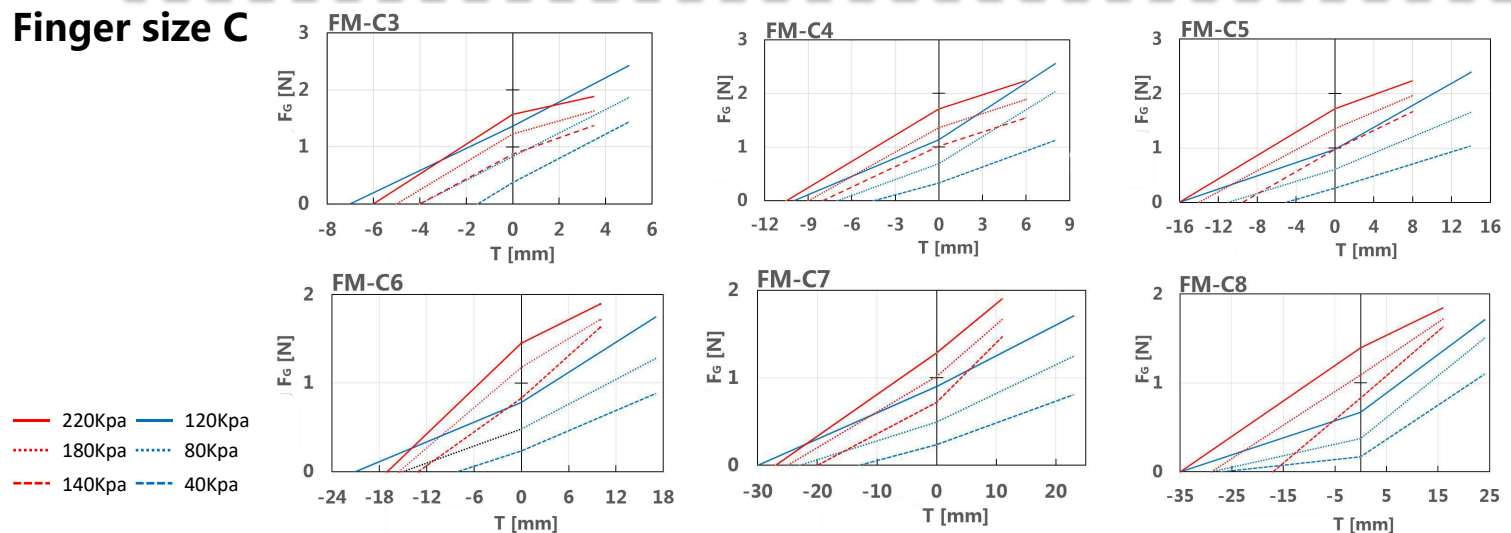 Finger size C
FM-C3
3
2
1
0
FG [N]
-8 -6 -4 -2 0 2 4 6
T [mm]
FM-C4
3
2
1
0
FG [N]
-12 -9 -6 -3 0 3 6 9
T [mm]
FM-C5
3
2
1
0
FG [N]
-16 -12 -8 -4 0 4 8 12 16
T [mm]
FM-C6
2
1
0
FG [N]
-24 -18 -12 -6 0 6 12 18
T [mm]
FM-C7
2
1
0
FG [N]
-30 -20 -10 0 10 20
T [mm]
FM-C8
2
1
0
FG [N]
-35 -25 -15 -5 5 15 25
T [mm]
220Kpa 120Kpa
180Kpa 80Kpa
140Kpa 40Kpa